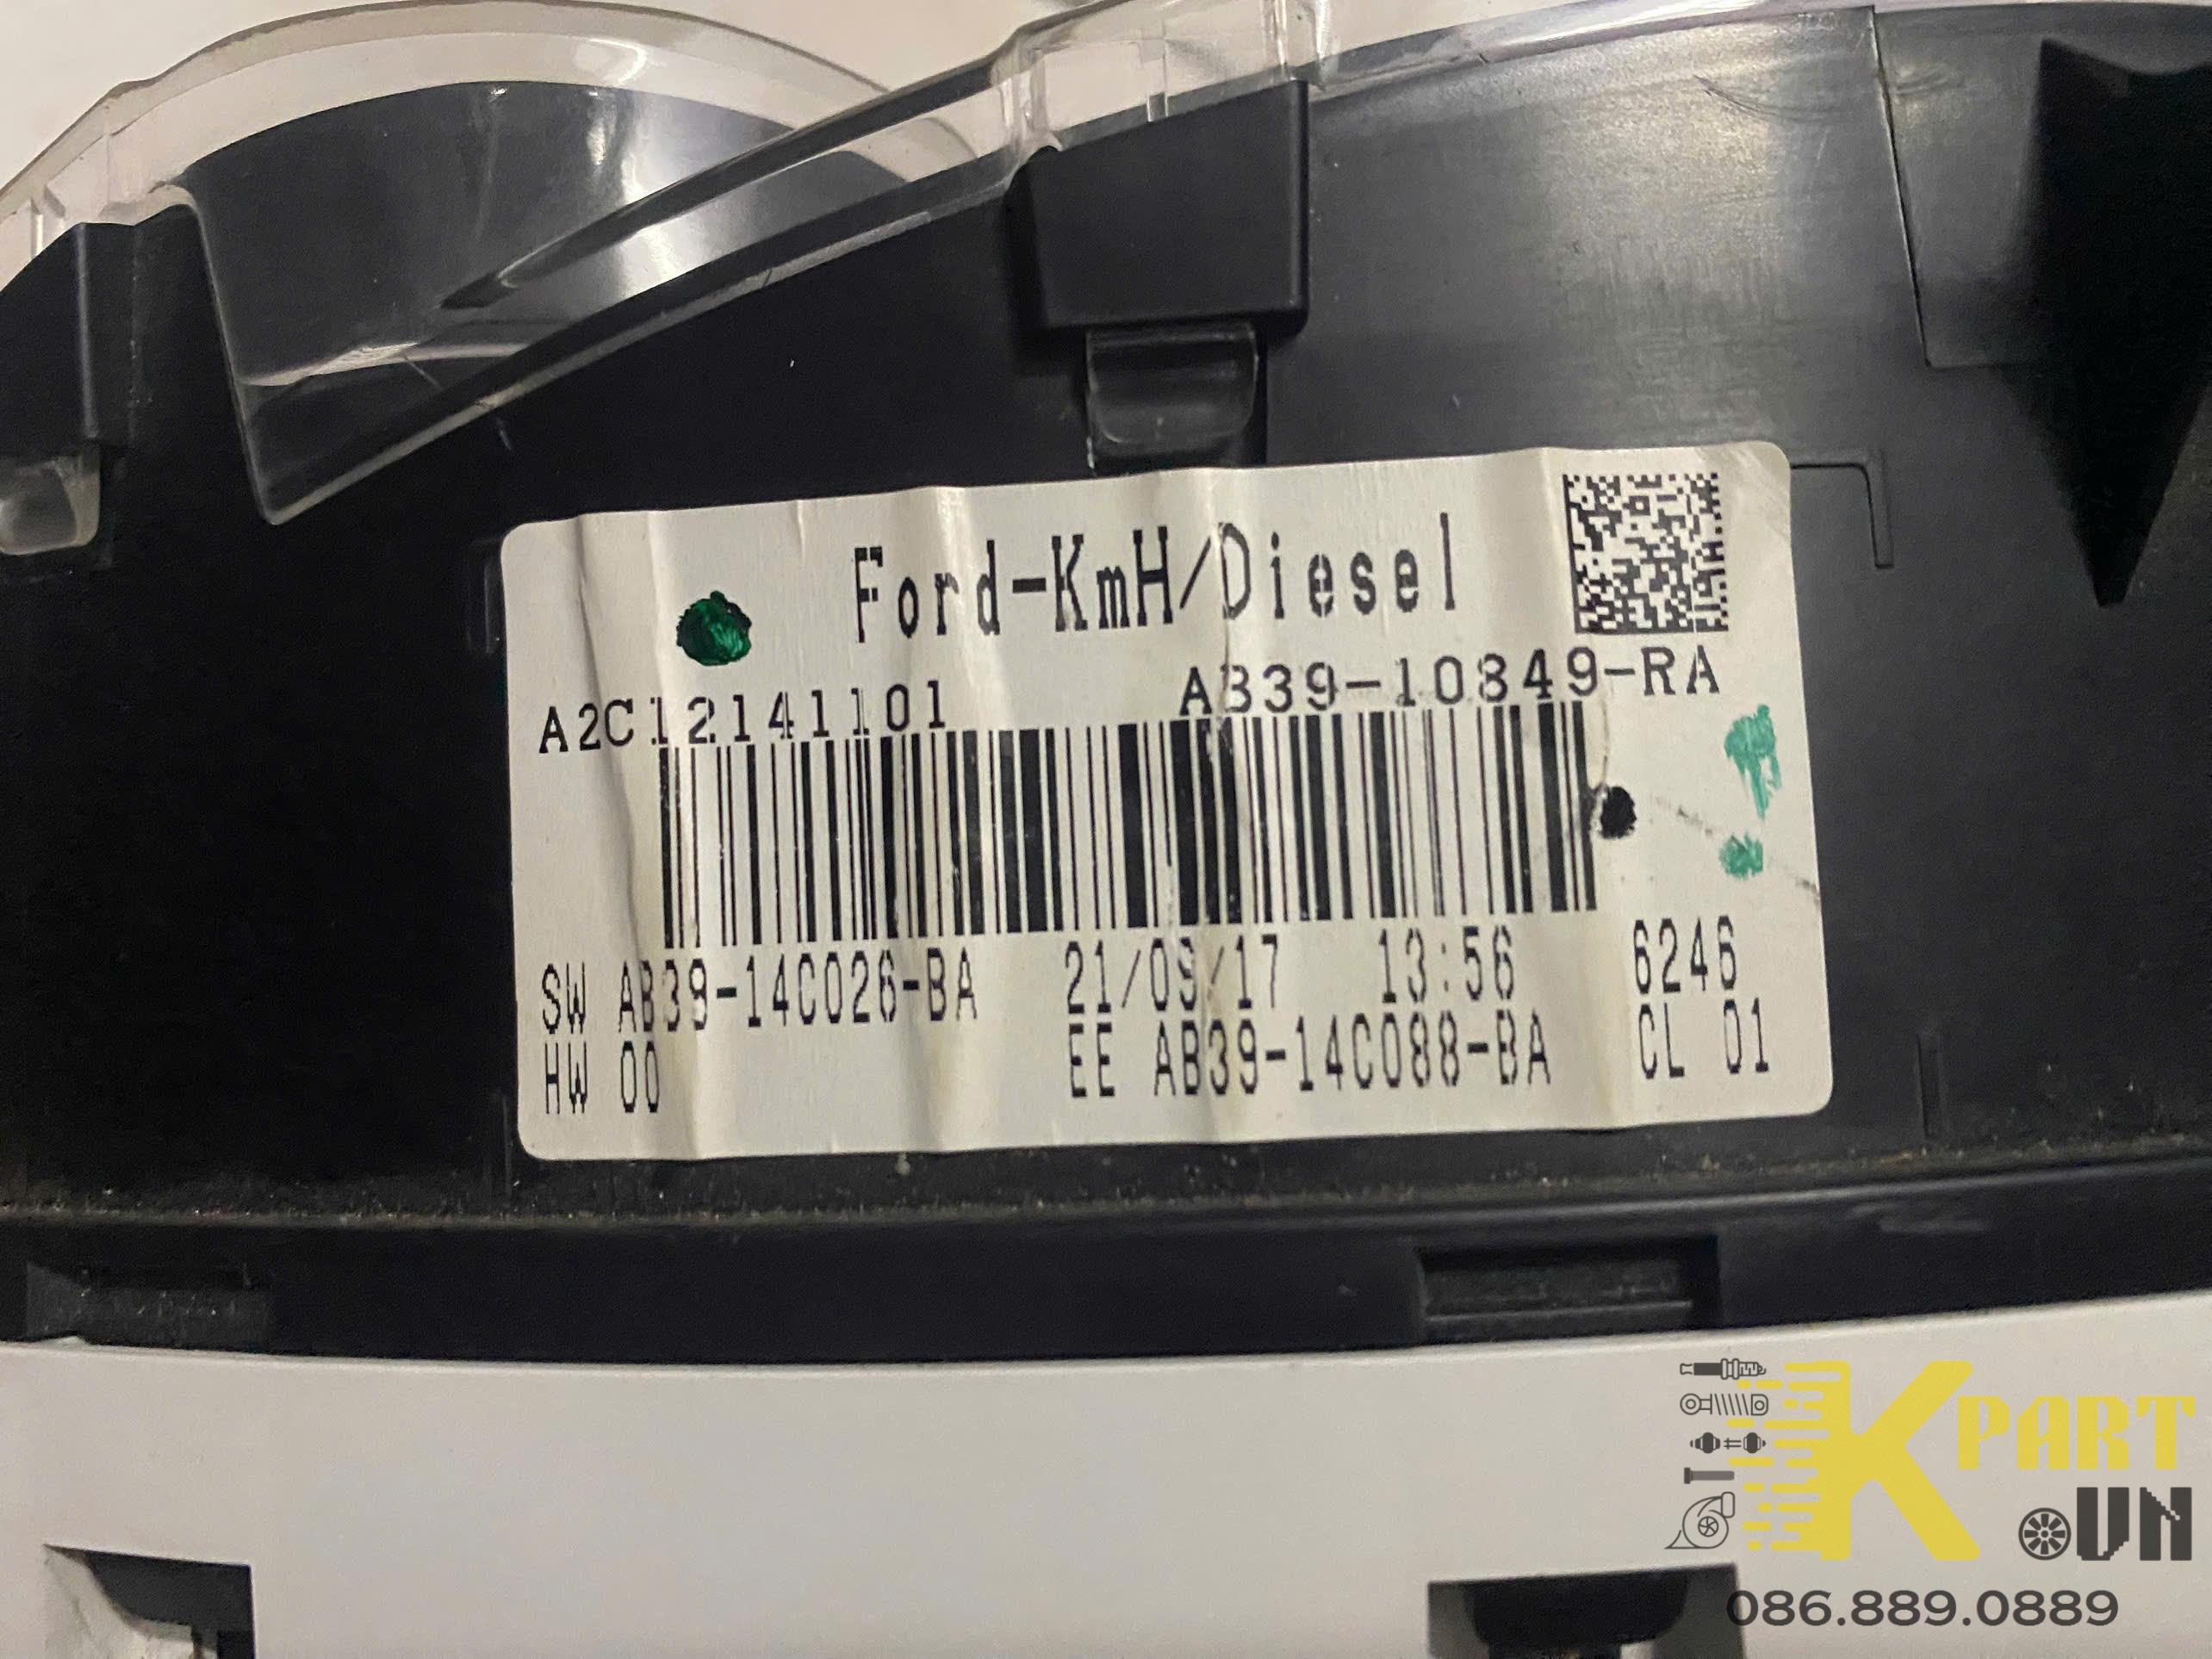 Ford-KmH/Diesel
A2C12141101 AB39-10849-RA
SW AB39-14C026-BA 21/09/17 13:56 6246
HW 00 EE AB39-14C088-BA CL 01
KPART
.VN
086.889.0889